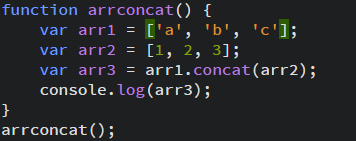 function arrconcat() {
    var arr1 = ['a', 'b', 'c'];
    var arr2 = [1, 2, 3];
    var arr3 = arr1.concat(arr2);
    console.log(arr3);
}
arrconcat();